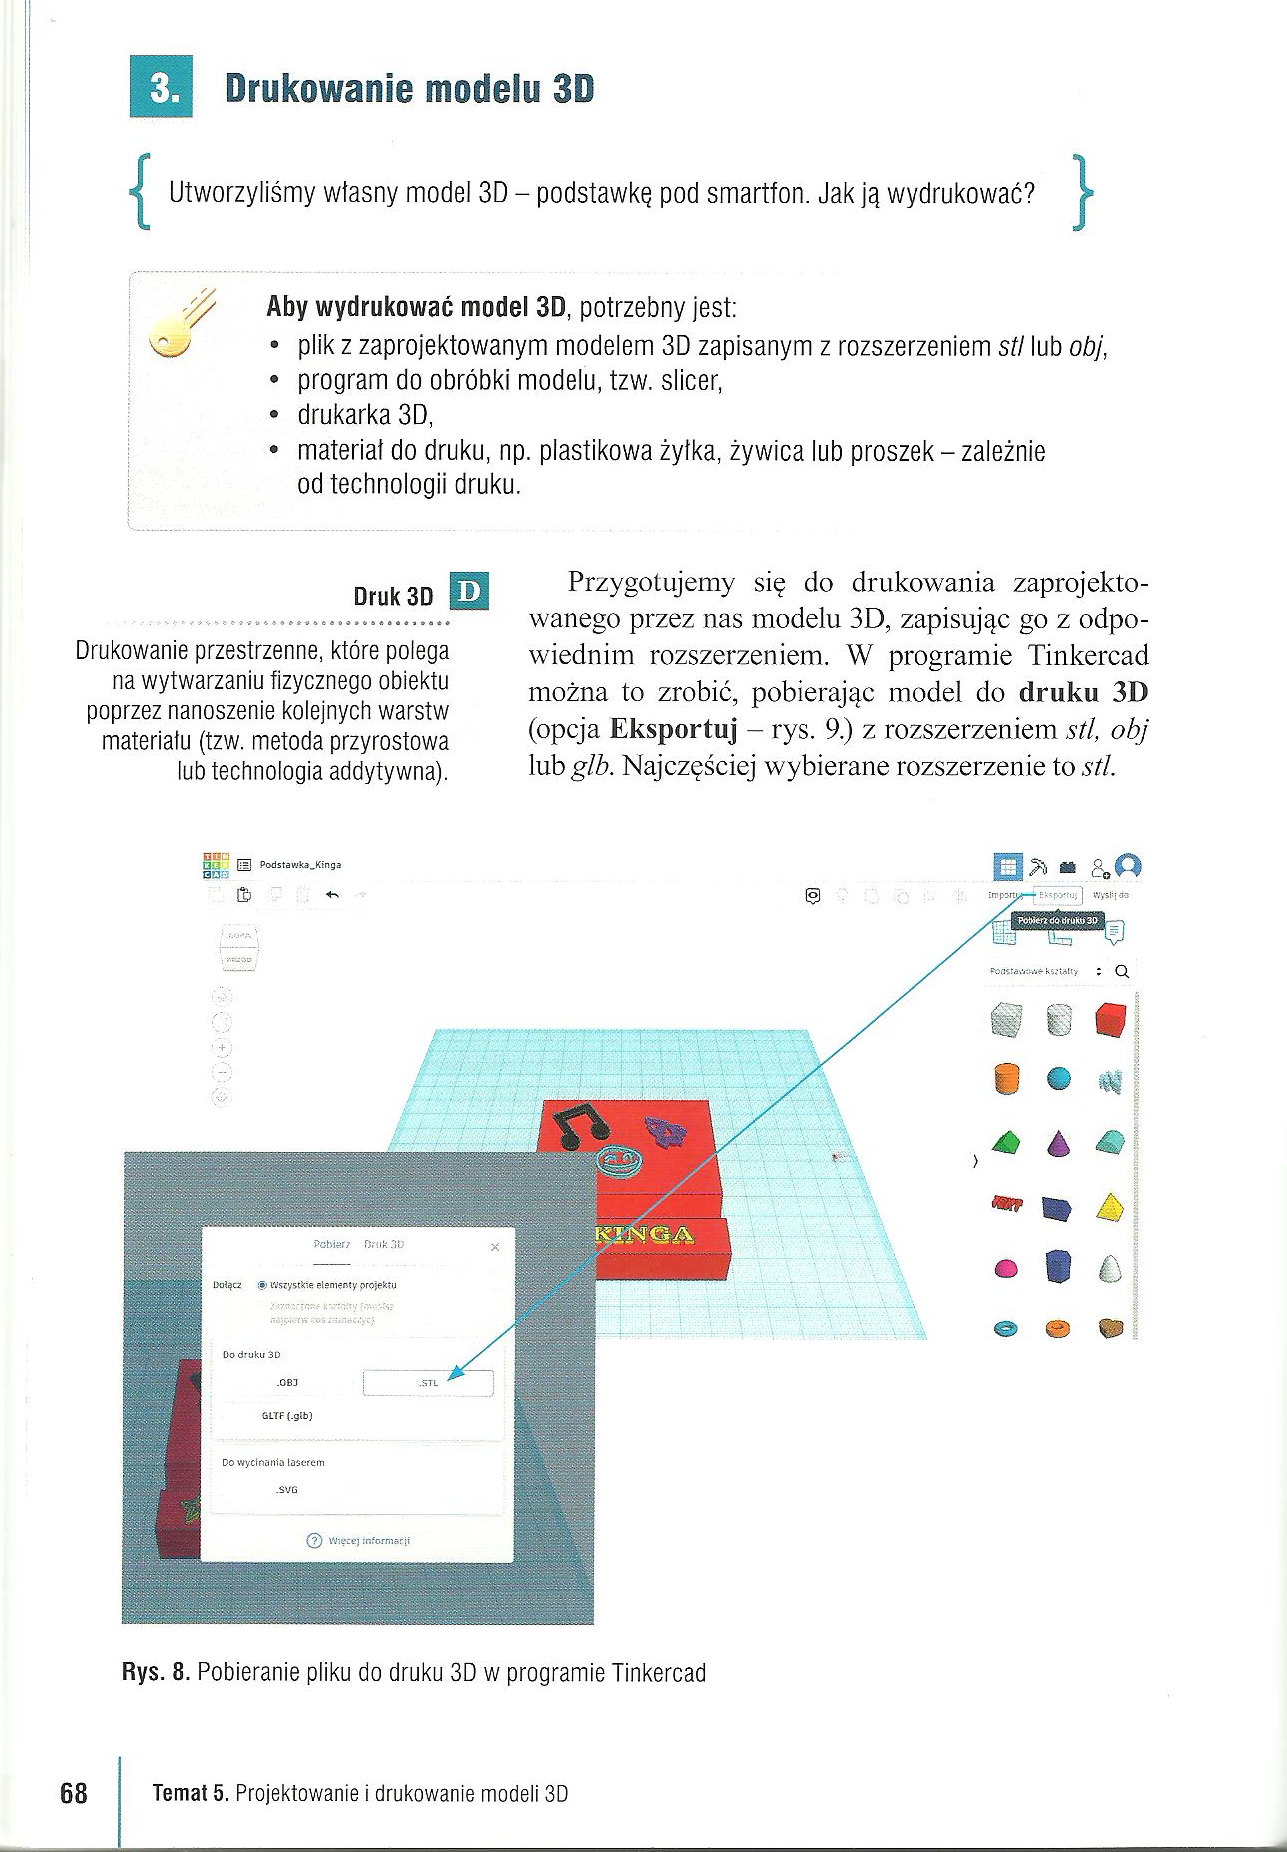 3. Drukowanie modelu 3D
Utworzyliśmy własny model 3D – podstawkę pod smartfon. Jak ją wydrukować?
Aby wydrukować model 3D, potrzebny jest:
• plik z zaprojektowanym modelem 3D zapisanym z rozszerzeniem stl lub obj,
• program do obróbki modelu, tzw. slicer,
• drukarka 3D,
• materiał do druku, np. plastikowa żyłka, żywica lub proszek – zależnie
od technologii druku.
Druk 3D D
Drukowanie przestrzenne, które polega
na wytwarzaniu fizycznego obiektu
poprzez nanoszenie kolejnych warstw
materiału (tzw. metoda przyrostowa
lub technologia addytywna).
Przygotujemy się do drukowania zaprojekto-
wanego przez nas modelu 3D, zapisując go z odpo-
wiednim rozszerzeniem. W programie Tinkercad
można to zrobić, pobierając model do druku 3D
(opcja Eksportuj – rys. 9.) z rozszerzeniem stl, obj
lub glb. Najczęściej wybierane rozszerzenie to stl.
TIN
KER
CAD
Podstawka_Kinga
Importuj Eksportuj Wyślij do
Pobierz do druku 3D
GÓRA
PRZÓD
Podstawowe kształty
KINGA
Pobierz Druk 3D
Dołącz Wszystkie elementy projektu
Do druku 3D
.OBJ .STL
GLTF (.glb)
Do wycinania laserem
.SVG
? Więcej informacji
Rys. 8. Pobieranie pliku do druku 3D w programie Tinkercad
68 Temat 5. Projektowanie i drukowanie modeli 3D